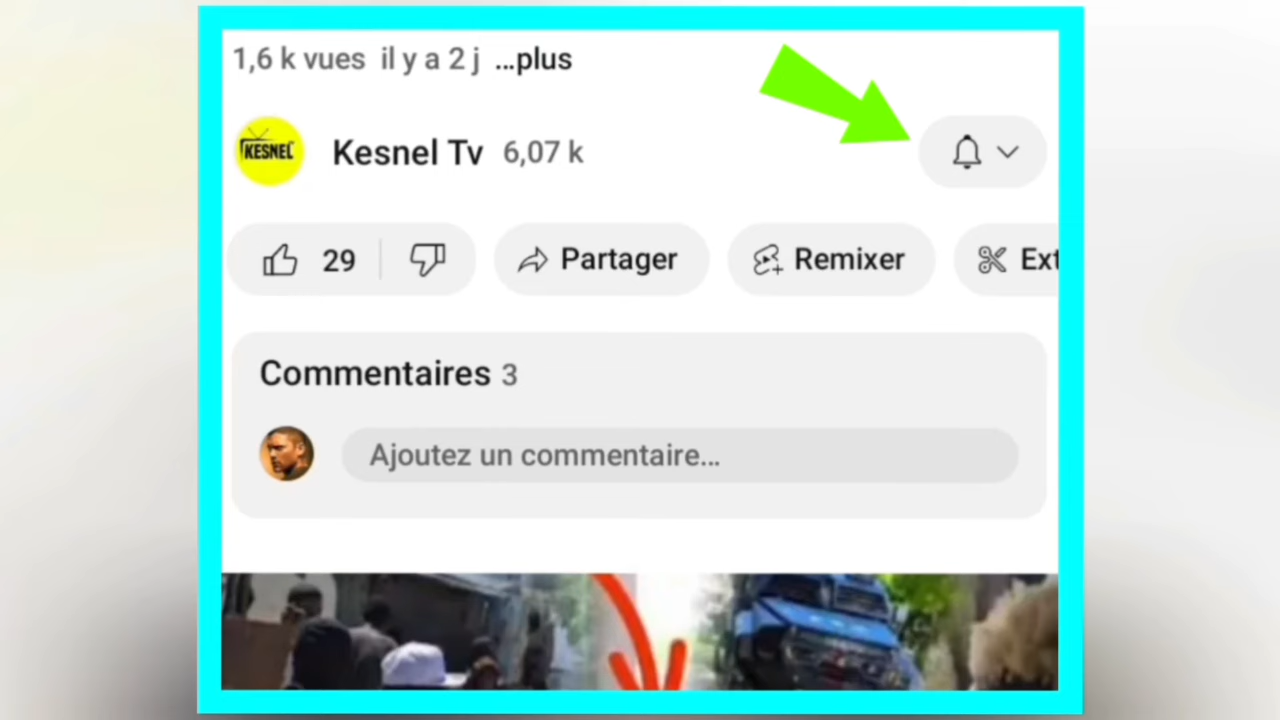 1,6 k vues il y a 2 j ...plus
KESNEL
Kesnel Tv 6,07 k
29 Partager Remixer Ext
Commentaires 3
Ajoutez un commentaire...